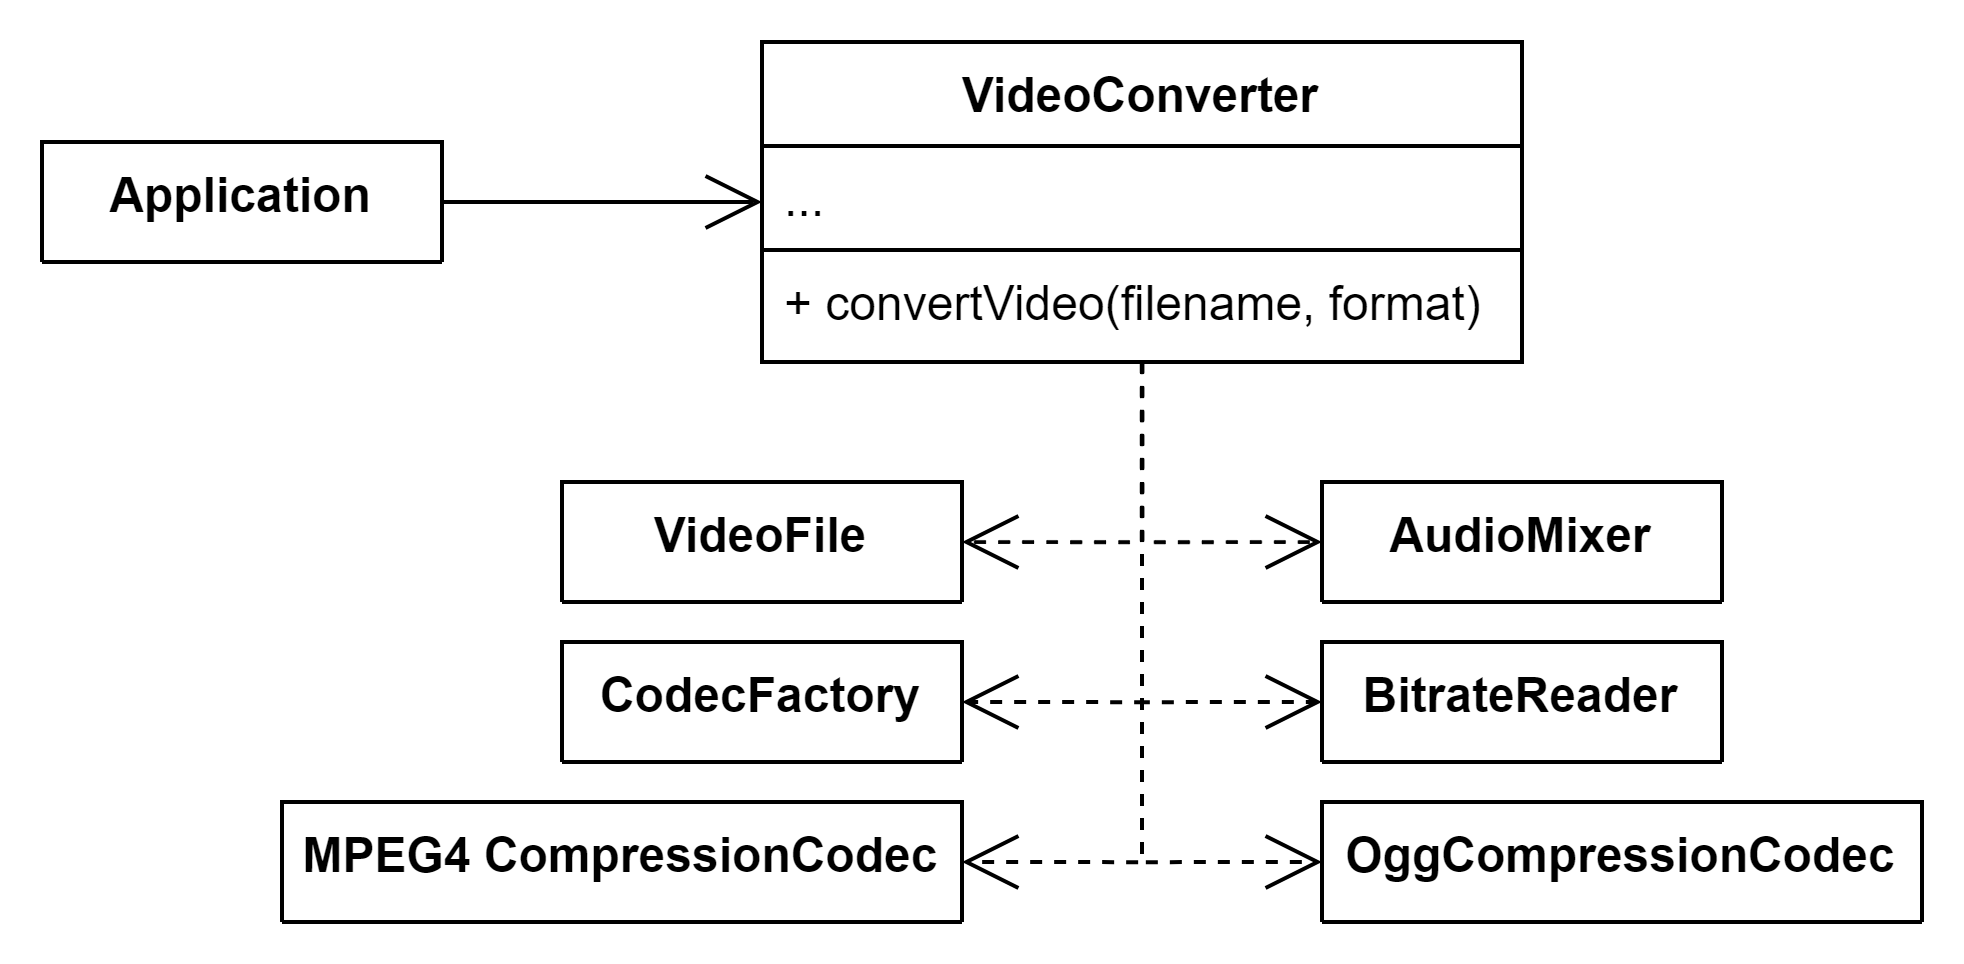 VideoConverter
Application
...
+ convertVideo(filename, format)
VideoFile
AudioMixer
CodecFactory
BitrateReader
MPEG4 CompressionCodec
OggCompressionCodec